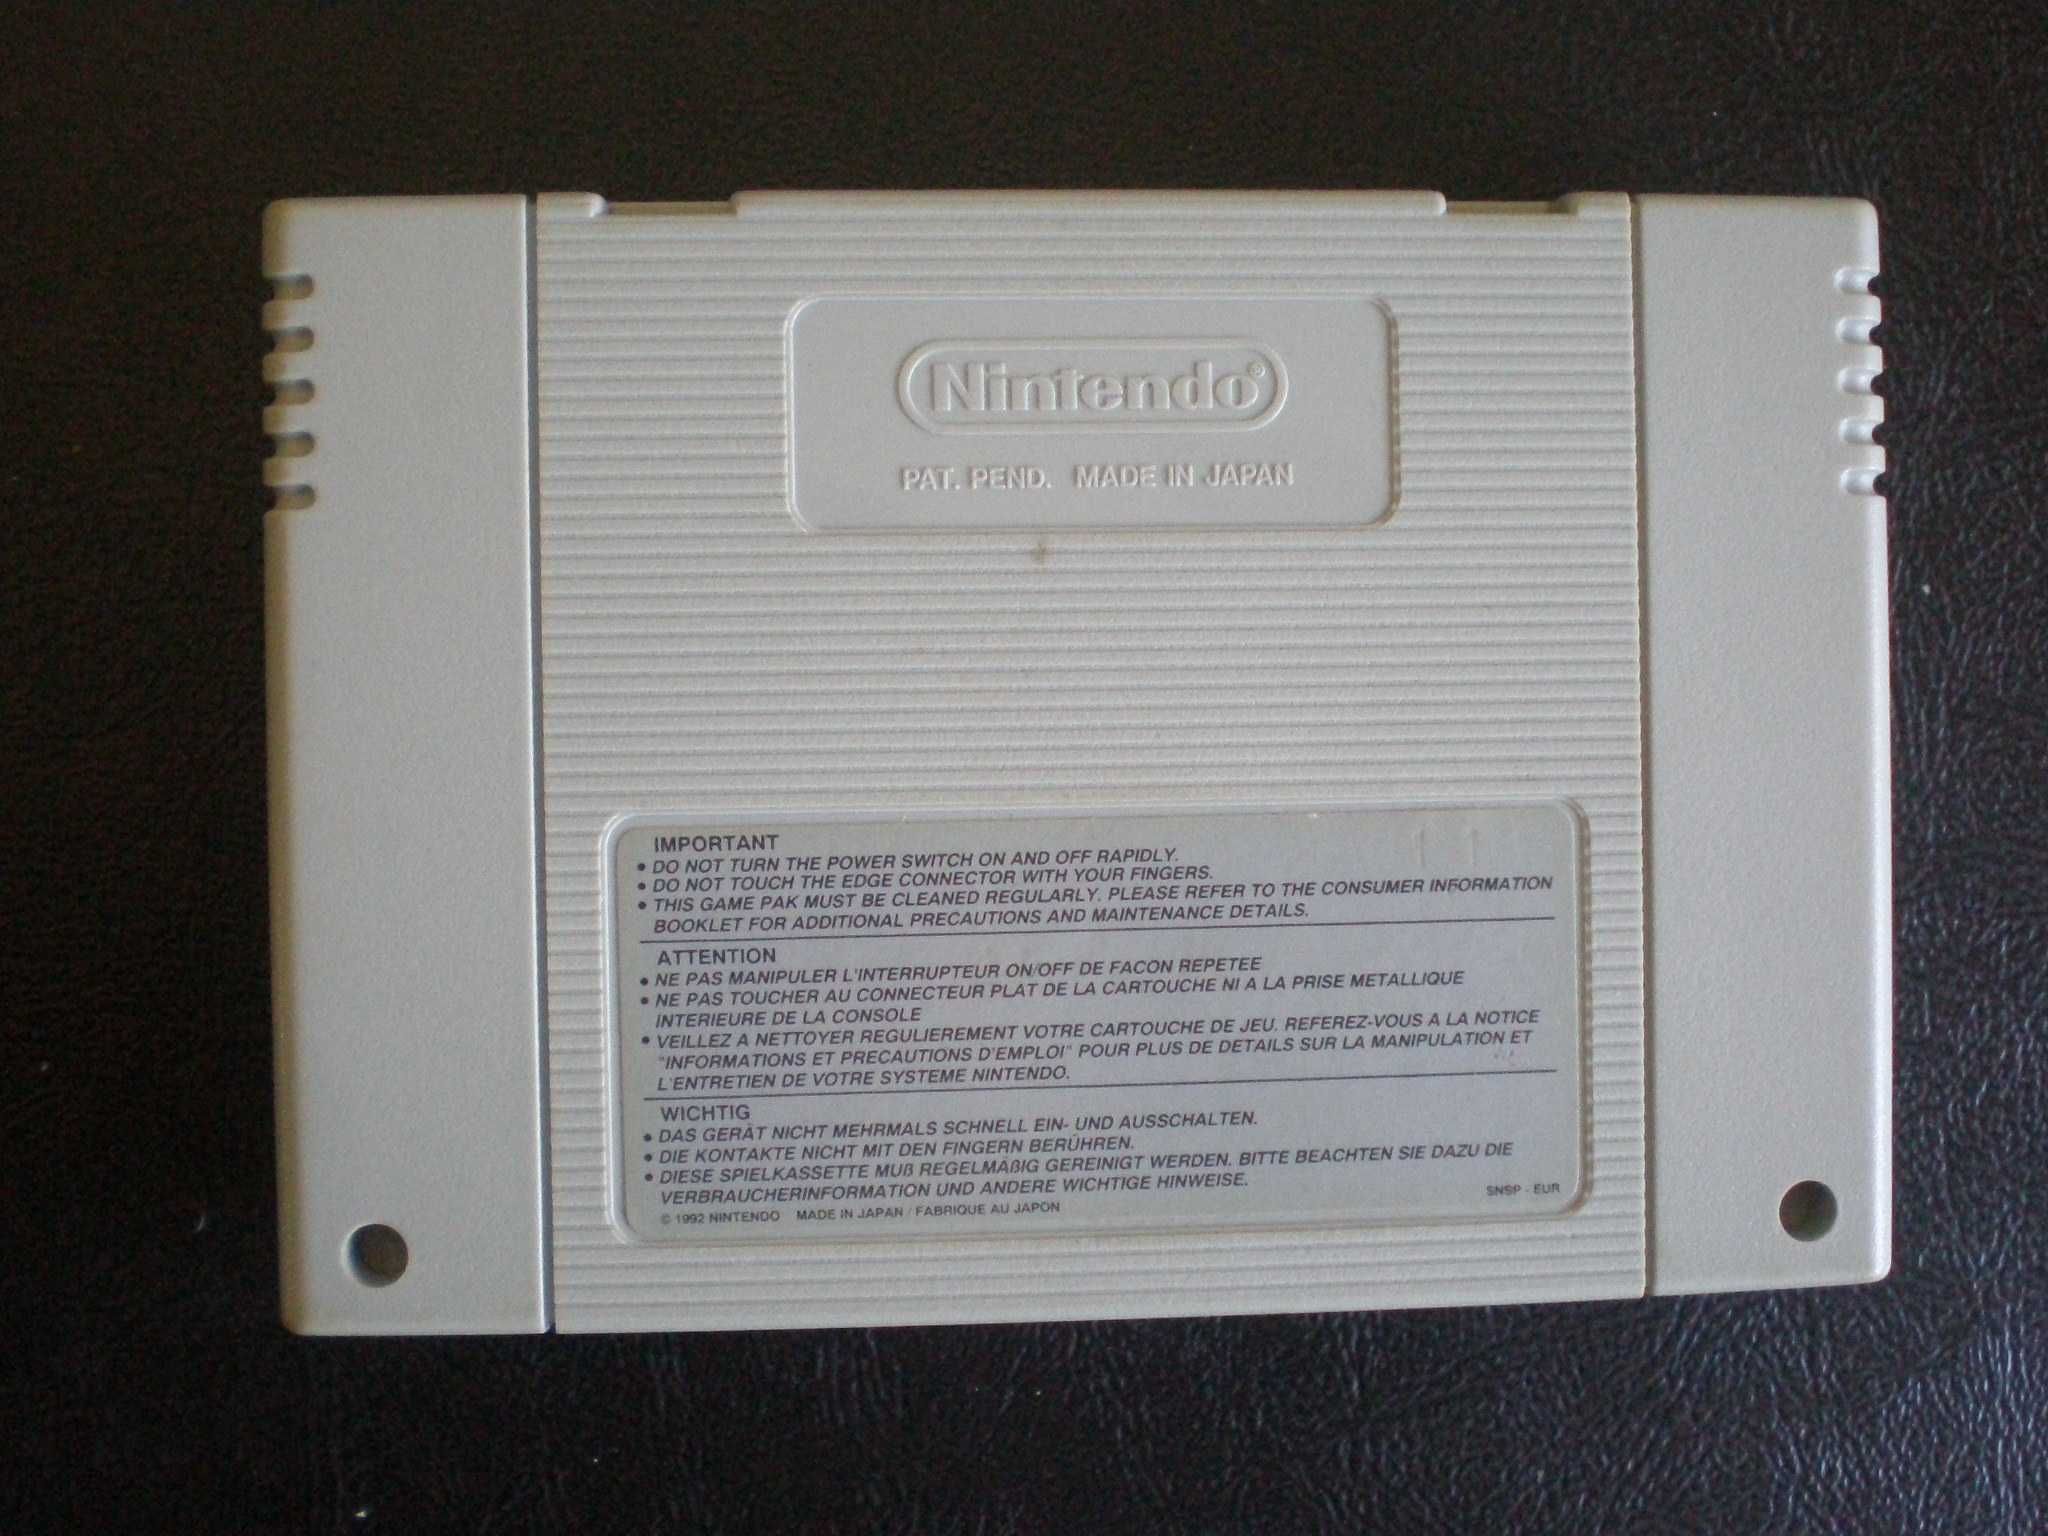 Nintendo®
PAT. PEND. MADE IN JAPAN
11
IMPORTANT
• DO NOT TURN THE POWER SWITCH ON AND OFF RAPIDLY.
• DO NOT TOUCH THE EDGE CONNECTOR WITH YOUR FINGERS.
• THIS GAME PAK MUST BE CLEANED REGULARLY. PLEASE REFER TO THE CONSUMER INFORMATION
BOOKLET FOR ADDITIONAL PRECAUTIONS AND MAINTENANCE DETAILS.
ATTENTION
• NE PAS MANIPULER L'INTERRUPTEUR ON/OFF DE FACON REPETEE
• NE PAS TOUCHER AU CONNECTEUR PLAT DE LA CARTOUCHE NI A LA PRISE METALLIQUE
INTERIEURE DE LA CONSOLE
• VEILLEZ A NETTOYER REGULIEREMENT VOTRE CARTOUCHE DE JEU. REFEREZ-VOUS A LA NOTICE
"INFORMATIONS ET PRECAUTIONS D'EMPLOI" POUR PLUS DE DETAILS SUR LA MANIPULATION ET
L'ENTRETIEN DE VOTRE SYSTEME NINTENDO.
WICHTIG
• DAS GERÄT NICHT MEHRMALS SCHNELL EIN- UND AUSSCHALTEN.
• DIE KONTAKTE NICHT MIT DEN FINGERN BERÜHREN.
• DIESE SPIELKASSETTE MUß REGELMÄßIG GEREINIGT WERDEN. BITTE BEACHTEN SIE DAZU DIE
VERBRAUCHERINFORMATION UND ANDERE WICHTIGE HINWEISE.
© 1992 NINTENDO MADE IN JAPAN / FABRIQUE AU JAPON
SNSP - EUR